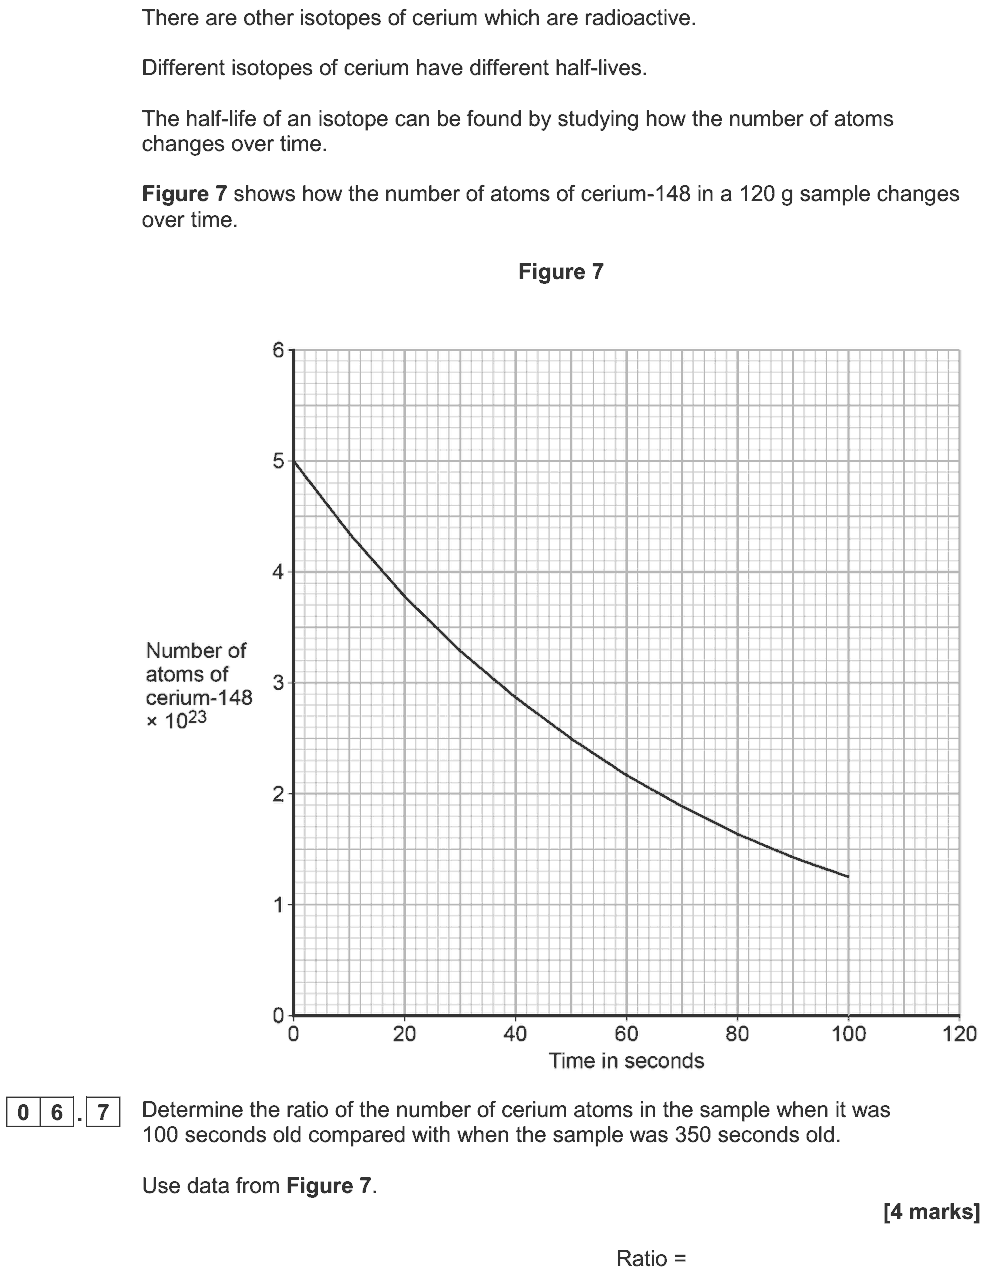 There are other isotopes of cerium which are radioactive.
Different isotopes of cerium have different half-lives.
The half-life of an isotope can be found by studying how the number of atoms
changes over time.
Figure 7 shows how the number of atoms of cerium-148 in a 120 g sample changes
over time.
Figure 7
6
5
4
Number of
atoms of
cerium-148
× 10²³
3
2
1
0
0 20 40 60 80 100 120
Time in seconds
0 6 . 7 Determine the ratio of the number of cerium atoms in the sample when it was
100 seconds old compared with when the sample was 350 seconds old.
Use data from Figure 7.
[4 marks]
Ratio =